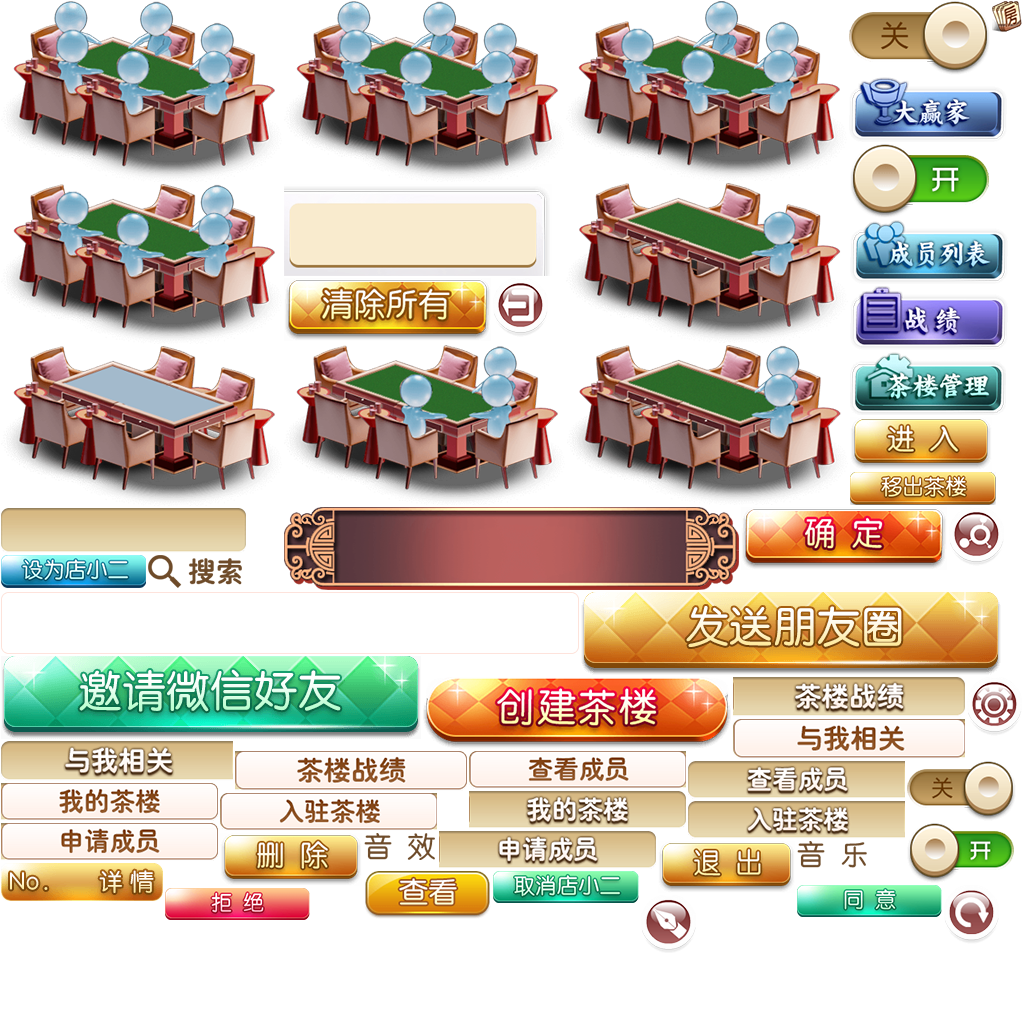 关
大赢家
开
成员列表
清除所有
战绩
茶楼管理
进 入
移出茶楼
确 定
设为店小二
搜索
发送朋友圈
邀请微信好友
创建茶楼
茶楼战绩
与我相关
与我相关
茶楼战绩
查看成员
查看成员
关
我的茶楼
入驻茶楼
我的茶楼
入驻茶楼
申请成员
删 除
音 效
申请成员
退 出
音 乐
开
No.
详情
查看
取消店小二
拒 绝
同 意